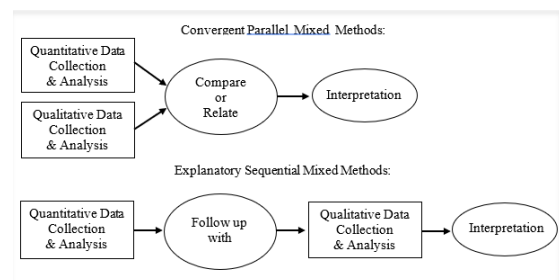 Convergent Parallel Mixed Methods:
Quantitative Data
Collection
& Analysis
Qualitative Data
Collection
& Analysis
Compare
or
Relate
Interpretation
Explanatory Sequential Mixed Methods:
Quantitative Data
Collection
& Analysis
Follow up
with
Qualitative Data
Collection
& Analysis
Interpretation